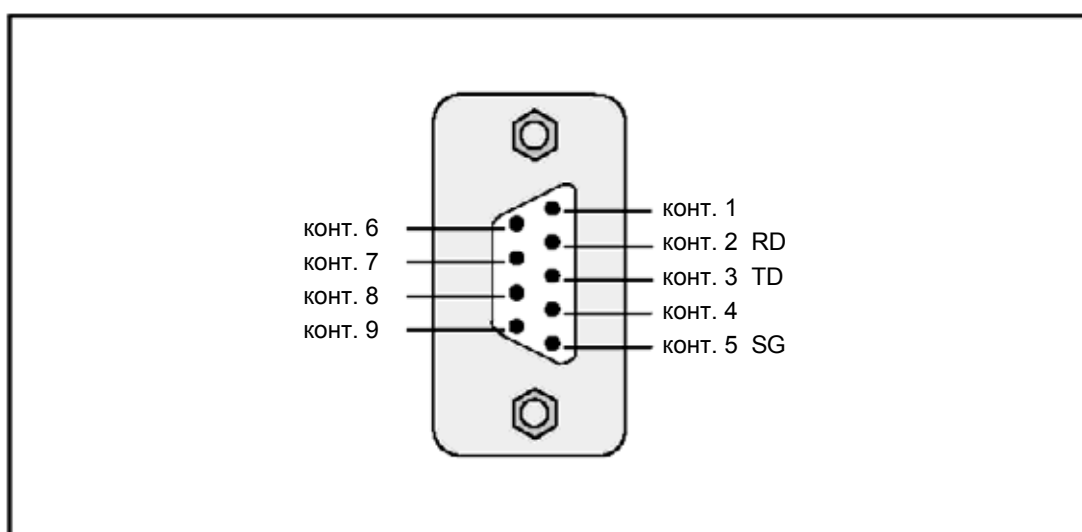 конт. 6
конт. 7
конт. 8
конт. 9
конт. 1
конт. 2 RD
конт. 3 TD
конт. 4
конт. 5 SG